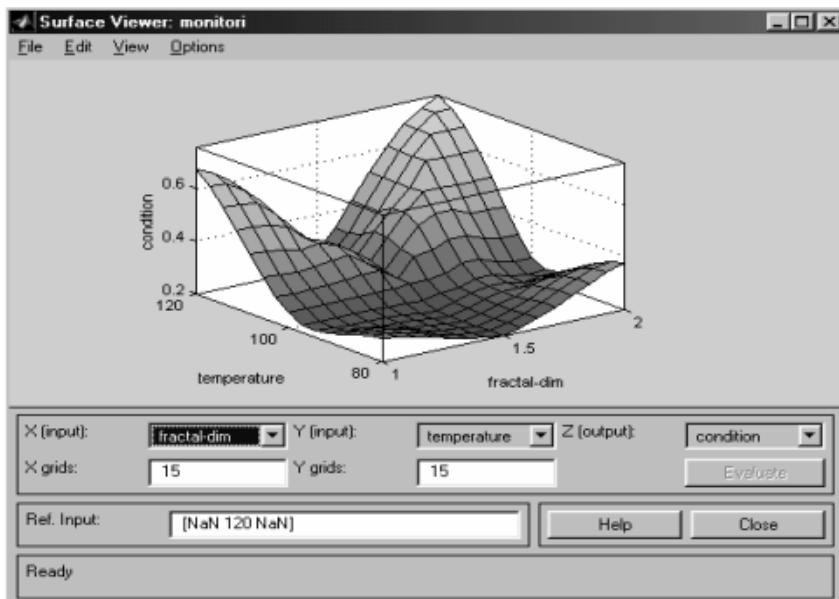 Surface Viewer: monitori
File Edit View Options
0.6
0.4
0.2
condition
120
100
80
temperature
1
1.5
2
fractal-dim
X (input): fractal-dim Y (input): temperature Z (output): condition
X grids: 15 Y grids: 15 Evaluate
Ref. Input: [NaN 120 NaN] Help Close
Ready